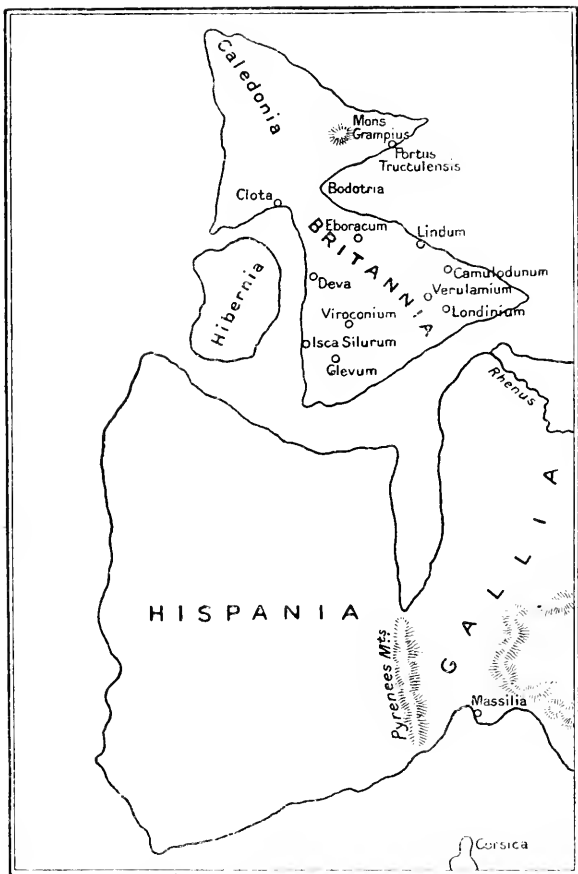 Caledonia
Mons
Grampius
Portus
Tructulensis
Bodotria
Clota
Eboracum
Lindum
BRITANNIA
Hibernia
Deva
Camulodunum
Verulamium
Londinium
Viroconium
Isca Silurum
Glevum
Rhenus
GALLIA
HISPANIA
Pyrenees Mts
Massilia
Corsica